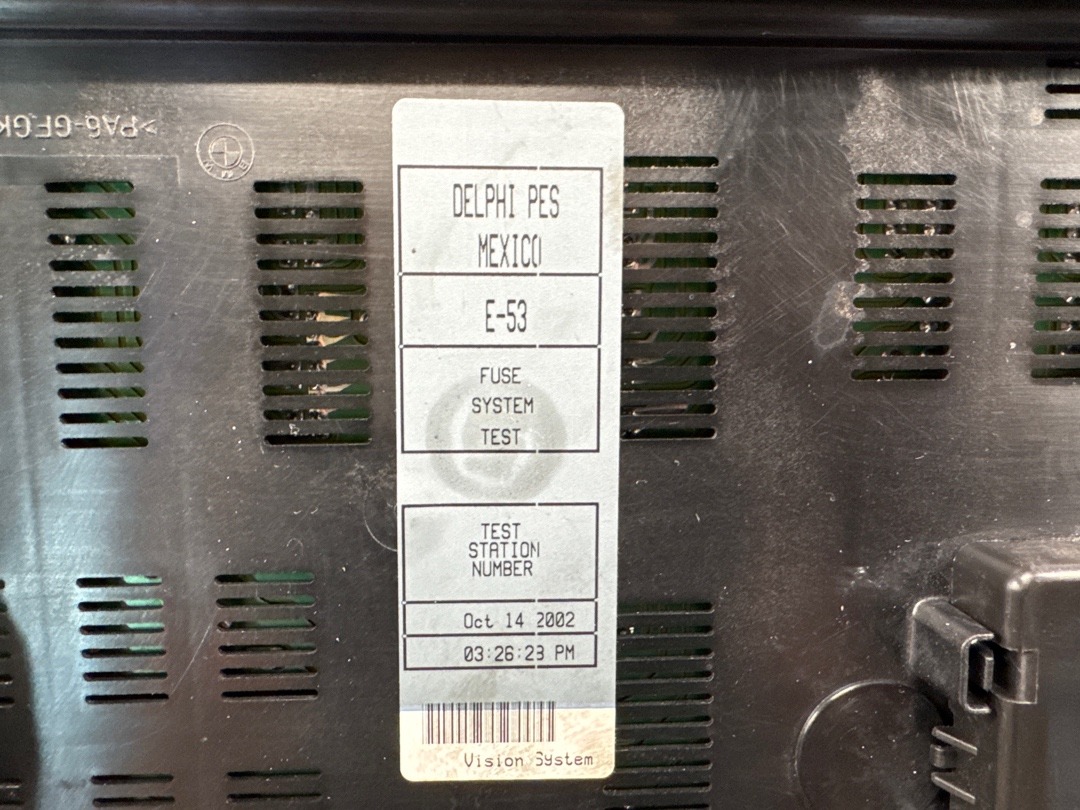 >PA6-GF,GK
DELPHI PES
MEXICO
E-53
FUSE
SYSTEM
TEST
TEST
STATION
NUMBER
Oct 14 2002
03:26:23 PM
Vision System